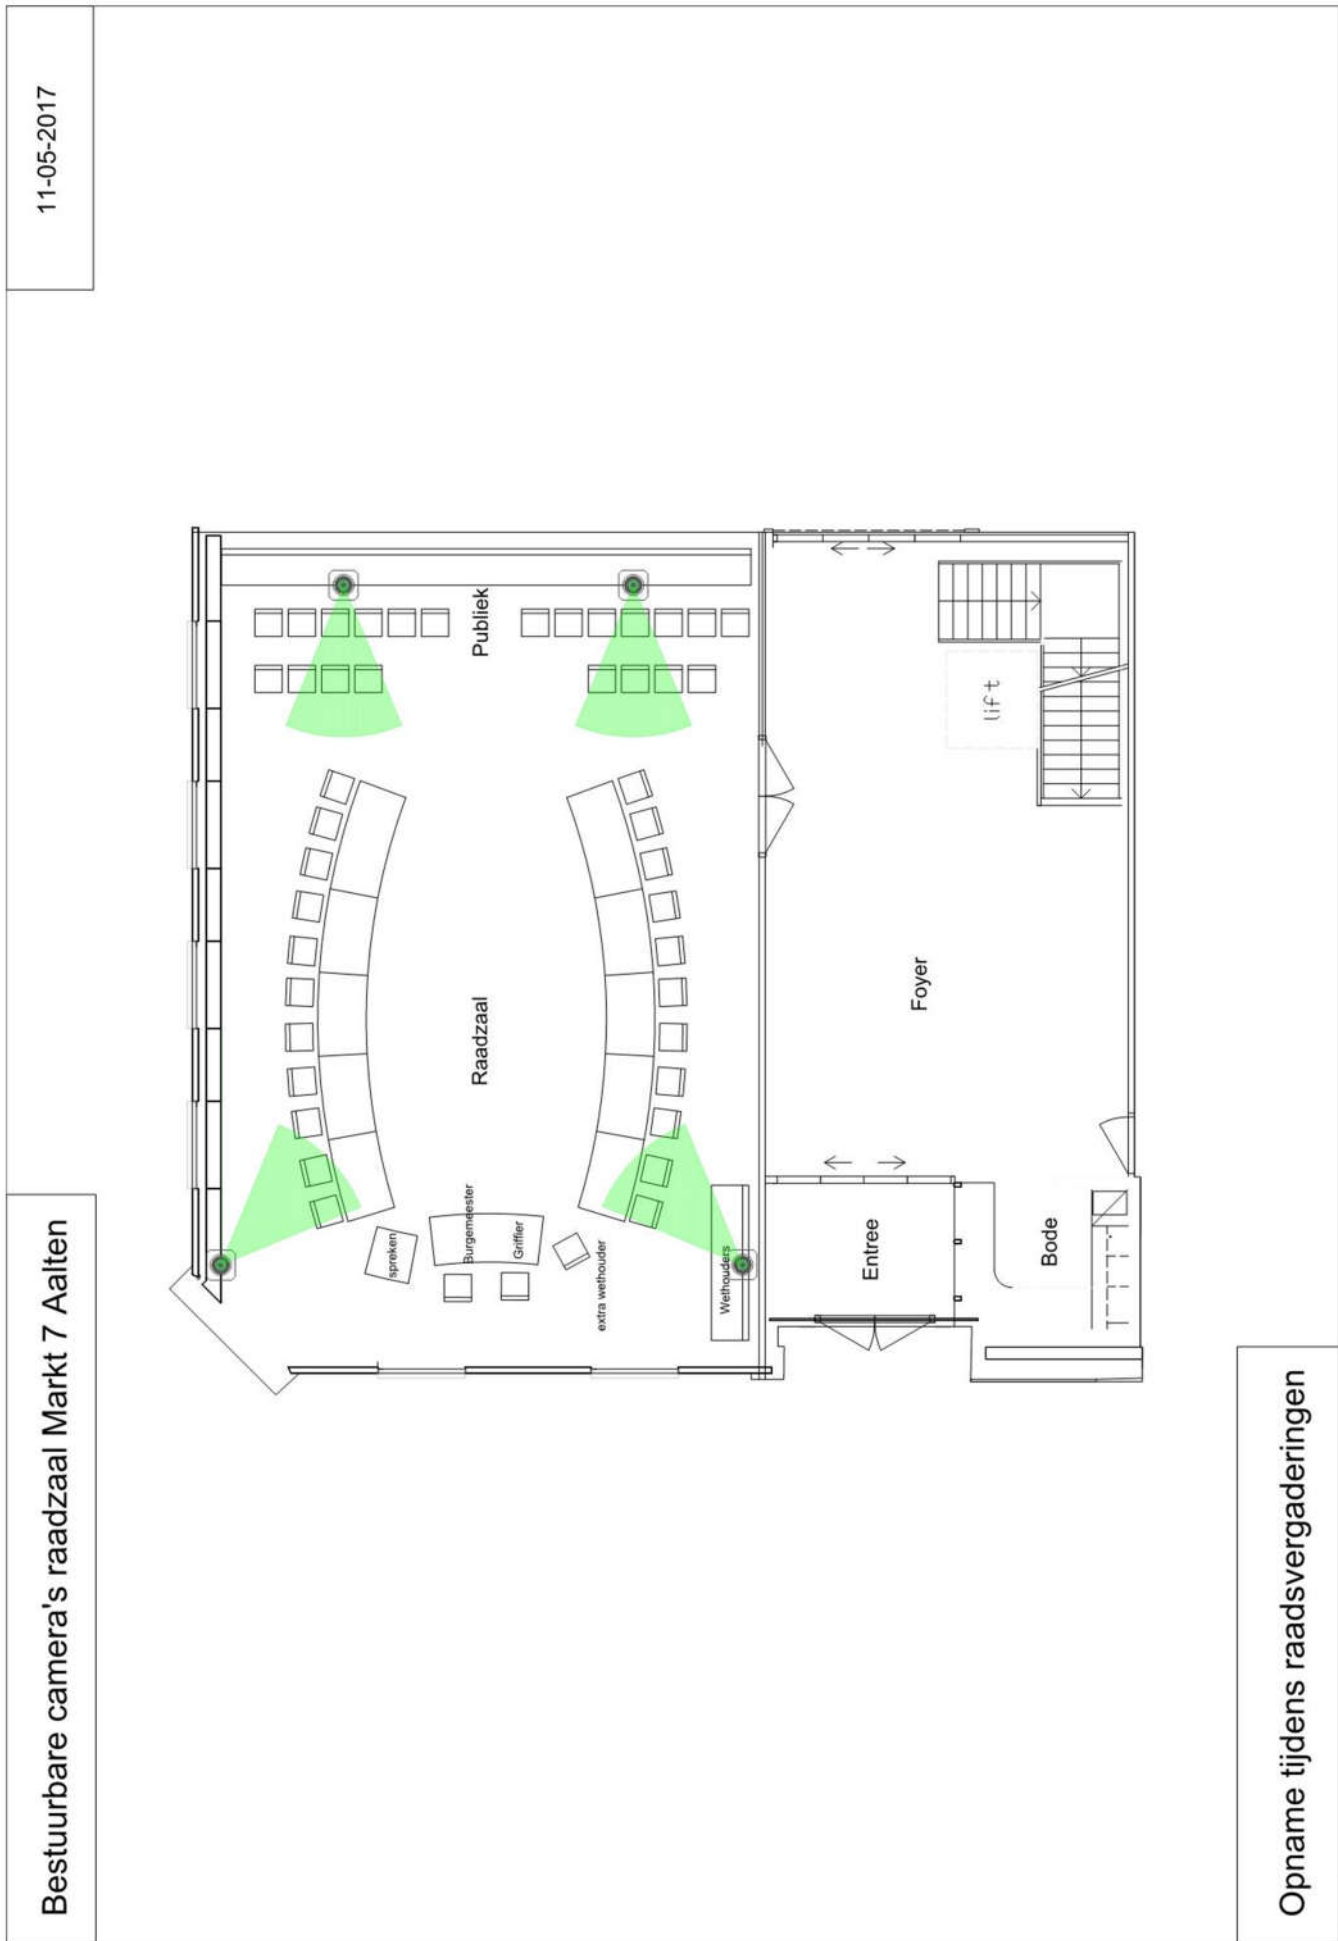 Bestuurbare camera's raadzaal Markt 7 Aalten
11-05-2017
spreken
Burgemeester
Griffier
extra wethouder
Wethouders
Raadzaal
Publiek
Entree
Bode
Foyer
lift
Opname tijdens raadsvergaderingen